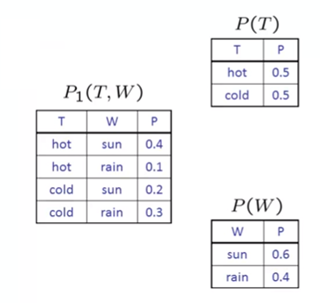 P(T)
T P
hot 0.5
cold 0.5
P₁(T, W)
T W P
hot sun 0.4
hot rain 0.1
cold sun 0.2
cold rain 0.3
P(W)
W P
sun 0.6
rain 0.4